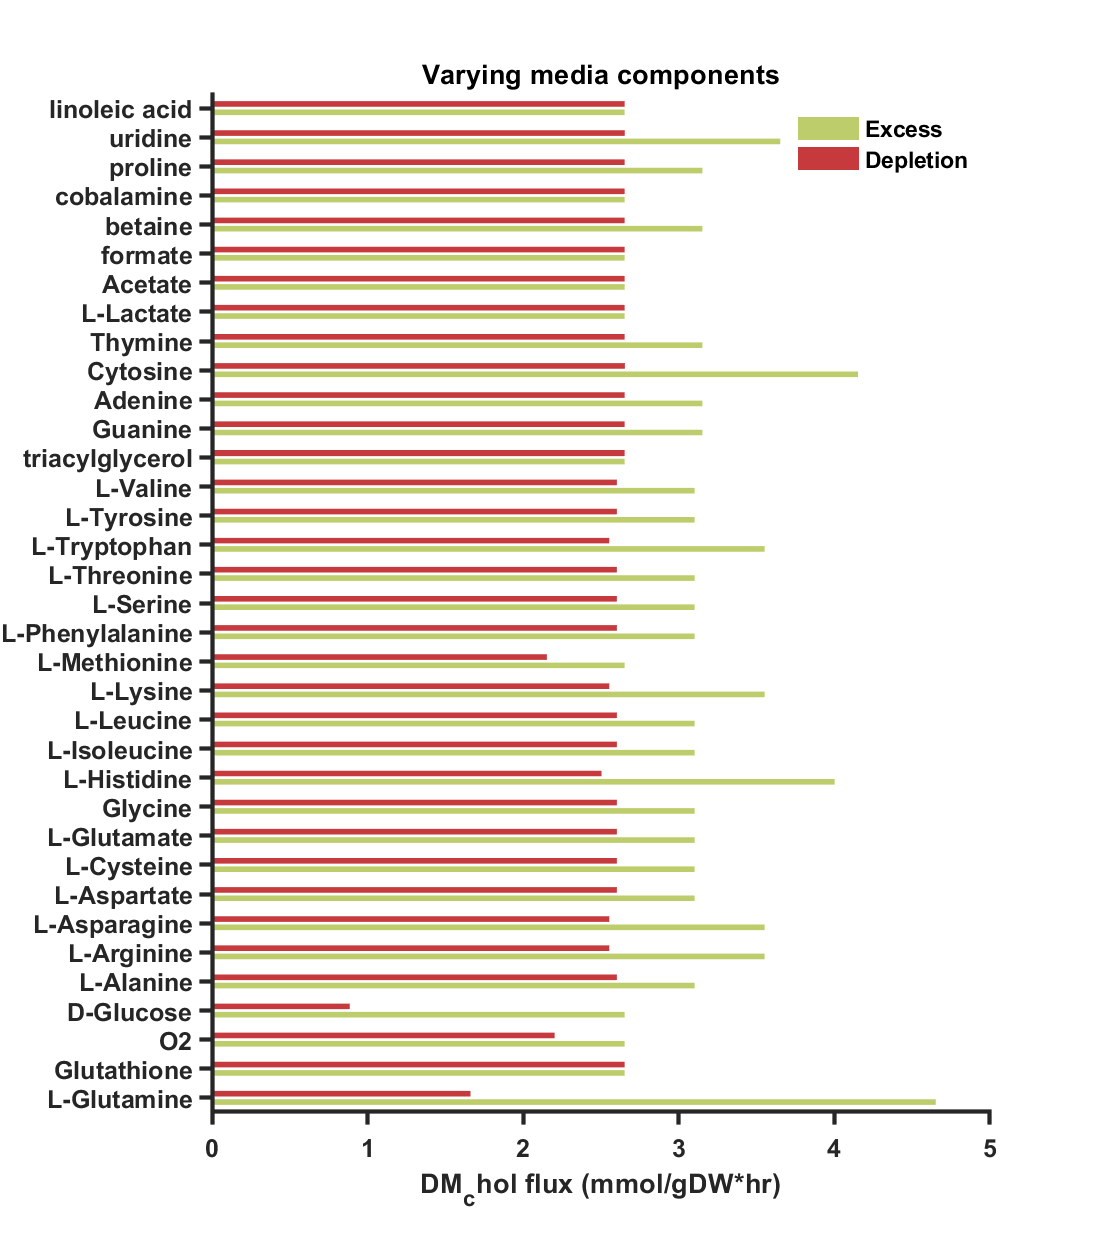 Varying media components
Excess
Depletion
linoleic acid
uridine
proline
cobalamine
betaine
formate
Acetate
L-Lactate
Thymine
Cytosine
Adenine
Guanine
triacylglycerol
L-Valine
L-Tyrosine
L-Tryptophan
L-Threonine
L-Serine
L-Phenylalanine
L-Methionine
L-Lysine
L-Leucine
L-Isoleucine
L-Histidine
Glycine
L-Glutamate
L-Cysteine
L-Aspartate
L-Asparagine
L-Arginine
L-Alanine
D-Glucose
O2
Glutathione
L-Glutamine
0 1 2 3 4 5
DMchol flux (mmol/gDW*hr)